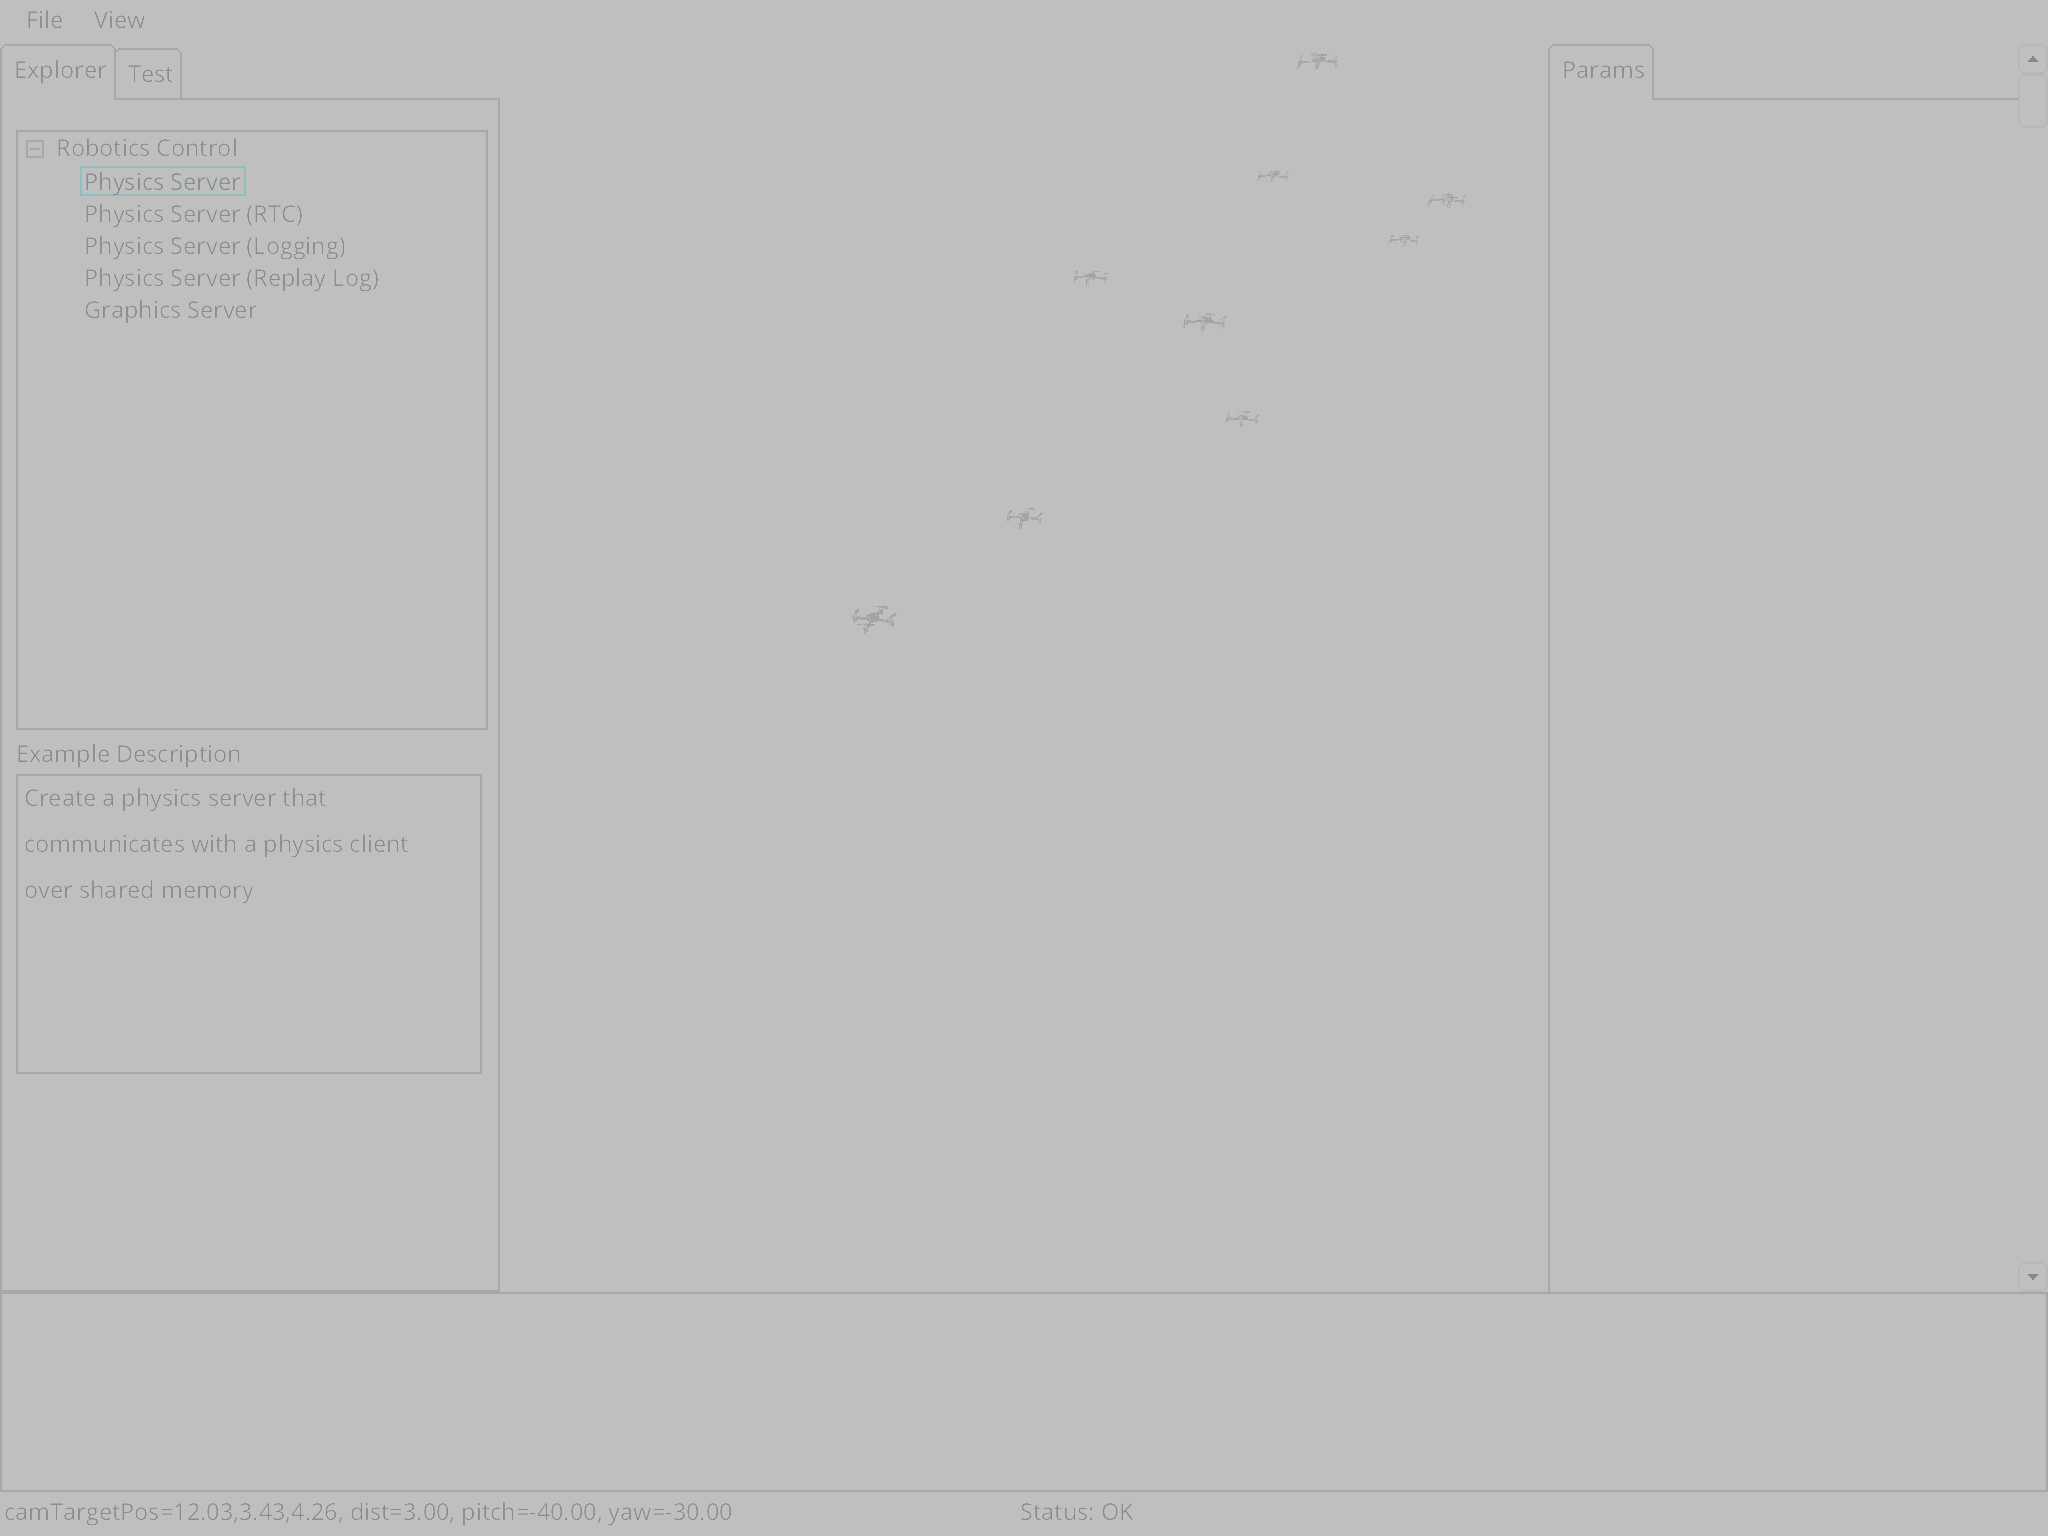 File View
Explorer Test
Params
Robotics Control
Physics Server
Physics Server (RTC)
Physics Server (Logging)
Physics Server (Replay Log)
Graphics Server
Example Description
Create a physics server that
communicates with a physics client
over shared memory
camTargetPos=12.03,3.43,4.26, dist=3.00, pitch=-40.00, yaw=-30.00 Status: OK